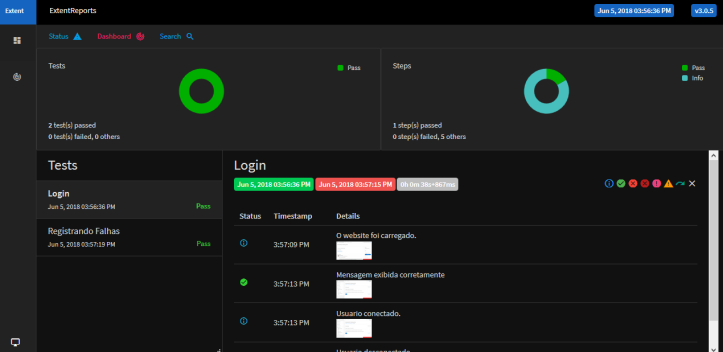 Extent
ExtentReports
Jun 5, 2018 03:56:36 PM
v3.0.5
Status
Dashboard
Search
Tests
Pass
2 test(s) passed
0 test(s) failed, 0 others
Steps
Pass
Info
1 step(s) passed
0 step(s) failed, 5 others
Tests
Login
Jun 5, 2018 03:56:36 PM
Pass
Registrando Falhas
Jun 5, 2018 03:57:19 PM
Pass
Login
Jun 5, 2018 03:56:36 PM
Jun 5, 2018 03:57:15 PM
0h 0m 38s+867ms
Status Timestamp Details
3:57:09 PM
O website foi carregado.
3:57:13 PM
Mensagem exibida corretamente
3:57:13 PM
Usuario conectado.
Usuario desconectado.